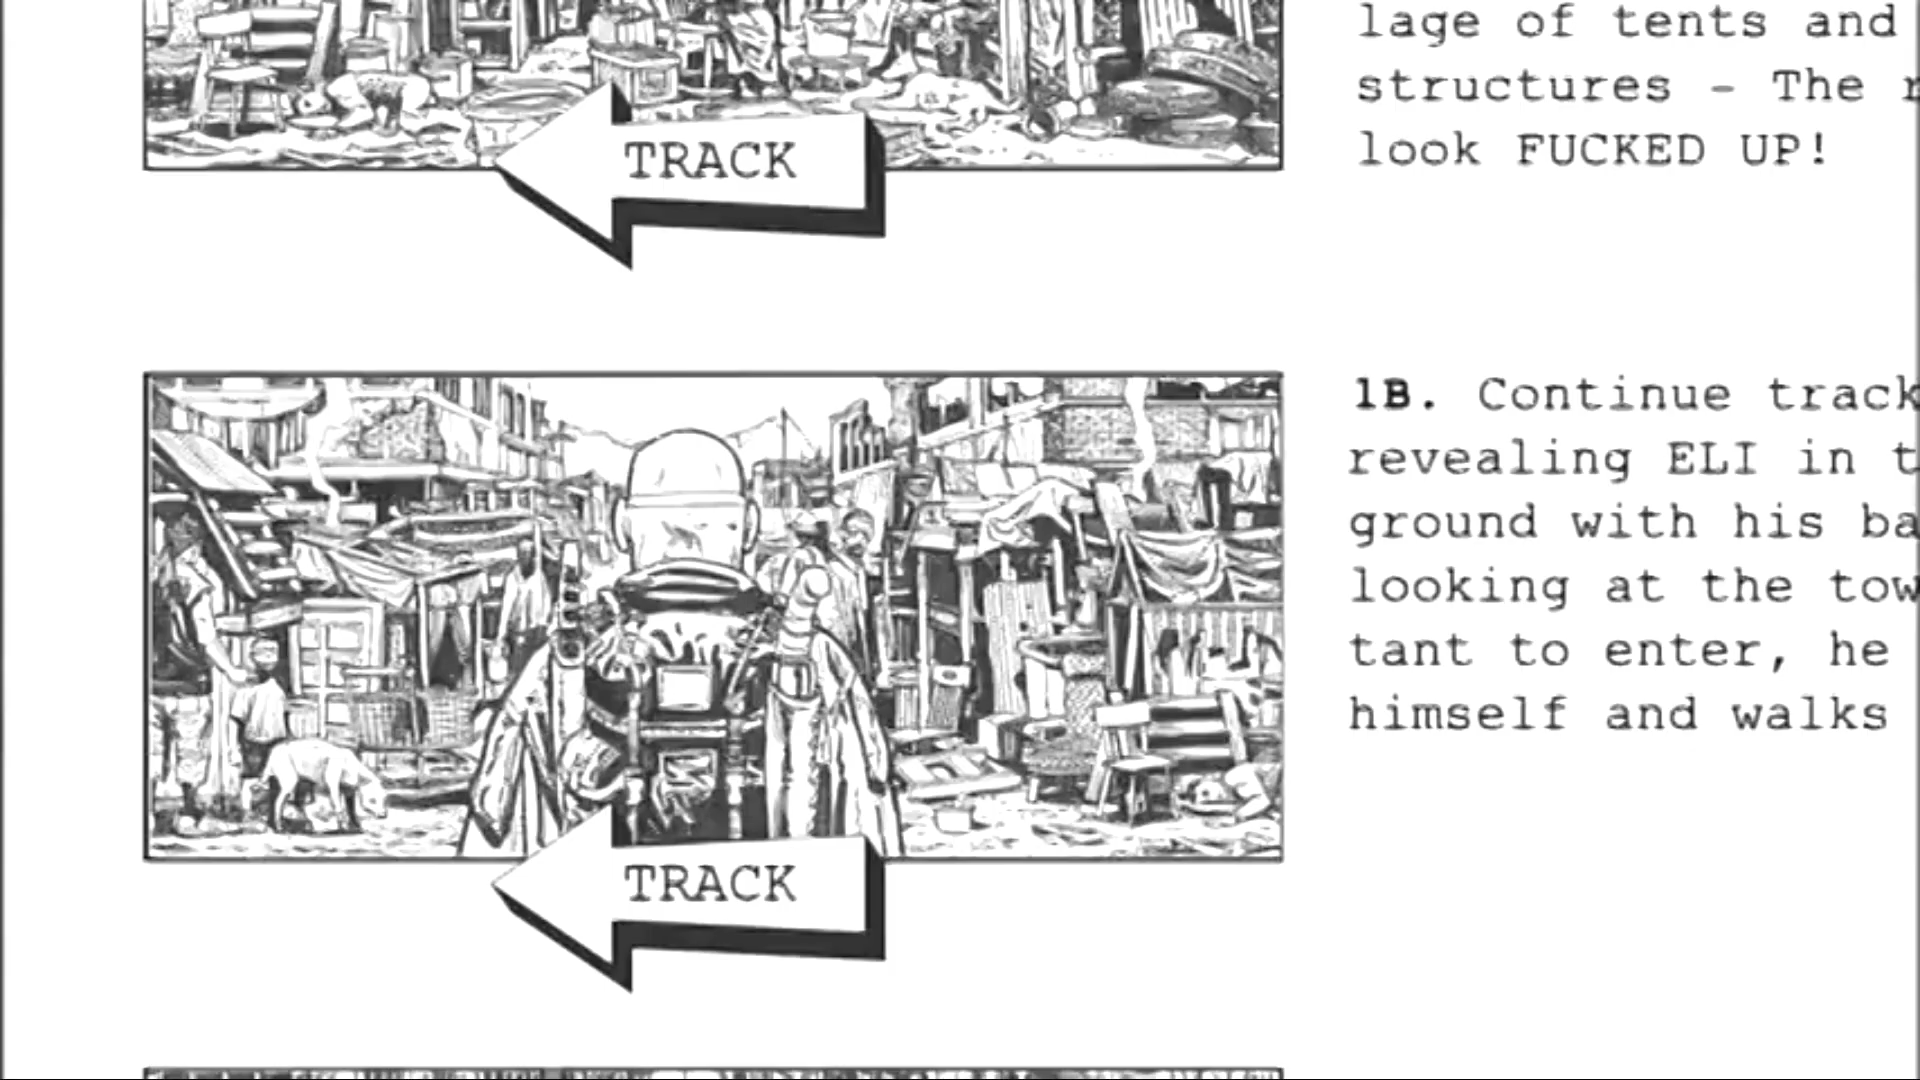 lage of tents and
structures - The
look FUCKED UP!
TRACK
1B. Continue track
revealing ELI in
ground with his
looking at the
tant to enter, he
himself and walks
TRACK